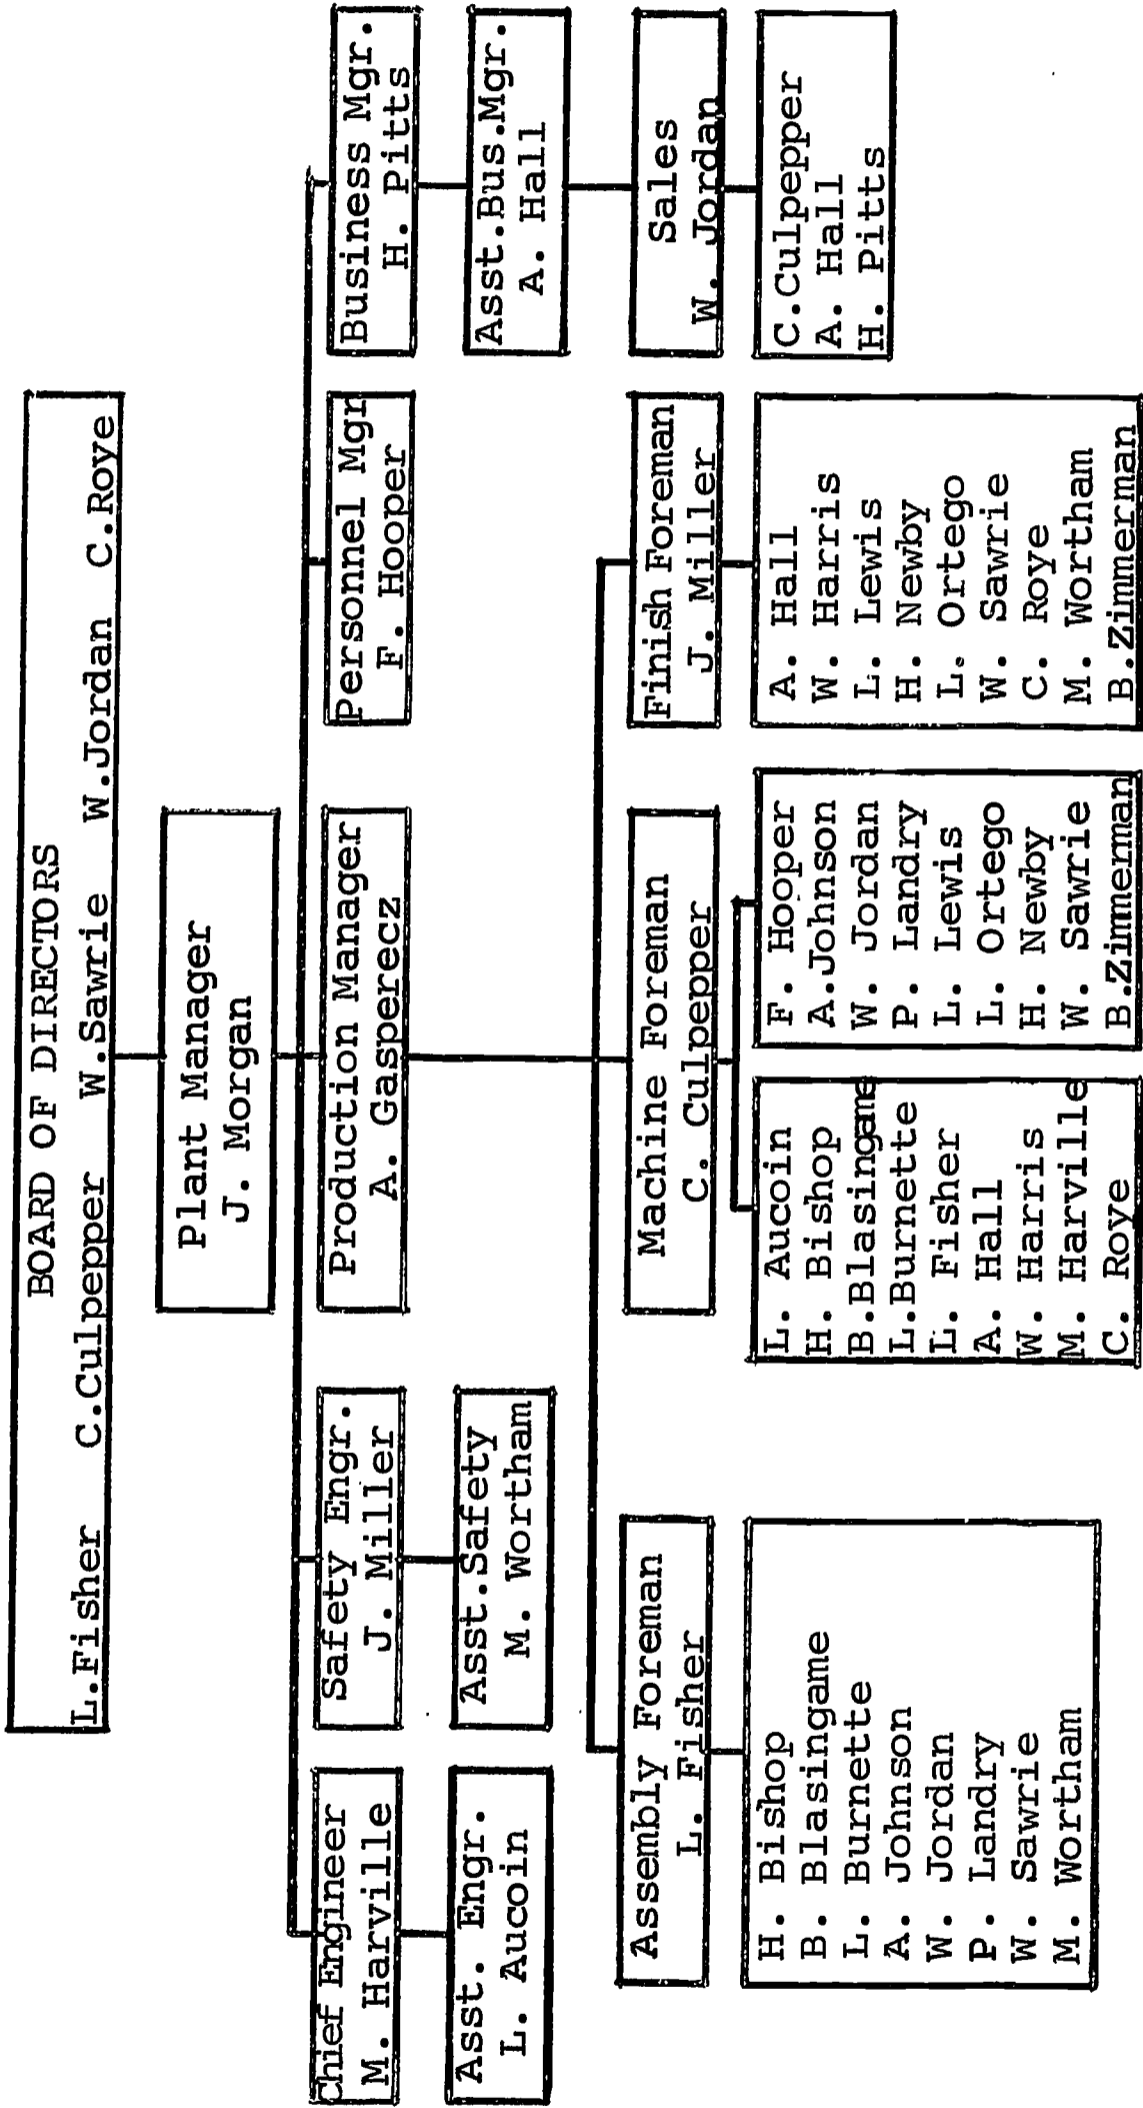 BOARD OF DIRECTORS
L.Fisher C.Culpepper W.Sawrie W.Jordan C.Roye
Plant Manager
J. Morgan
Chief Engineer
M. Harville
Safety Engr.
J. Miller
Production Manager
A. Gasperecz
Personnel Mgr
F. Hooper
Business Mgr.
H. Pitts
Asst. Engr.
L. Aucoin
Asst.Safety
M. Wortham
Asst.Bus.Mgr.
A. Hall
Assembly Foreman
L. Fisher
Machine Foreman
C. Culpepper
Finish Foreman
J. Miller
Sales
W. Jordan
H. Bishop
B. Blasingame
L. Burnette
A. Johnson
W. Jordan
P. Landry
W. Sawrie
M. Wortham
L. Aucoin
H. Bishop
B.Blasingame
L.Burnette
L. Fisher
A. Hall
W. Harris
M. Harville
C. Roye
F. Hooper
A.Johnson
W. Jordan
P. Landry
L. Lewis
L. Ortego
H. Newby
W. Sawrie
B.Zimmerman
A. Hall
W. Harris
L. Lewis
H. Newby
L. Ortego
W. Sawrie
C. Roye
M. Wortham
B.Zimmerman
C.Culpepper
A. Hall
H. Pitts